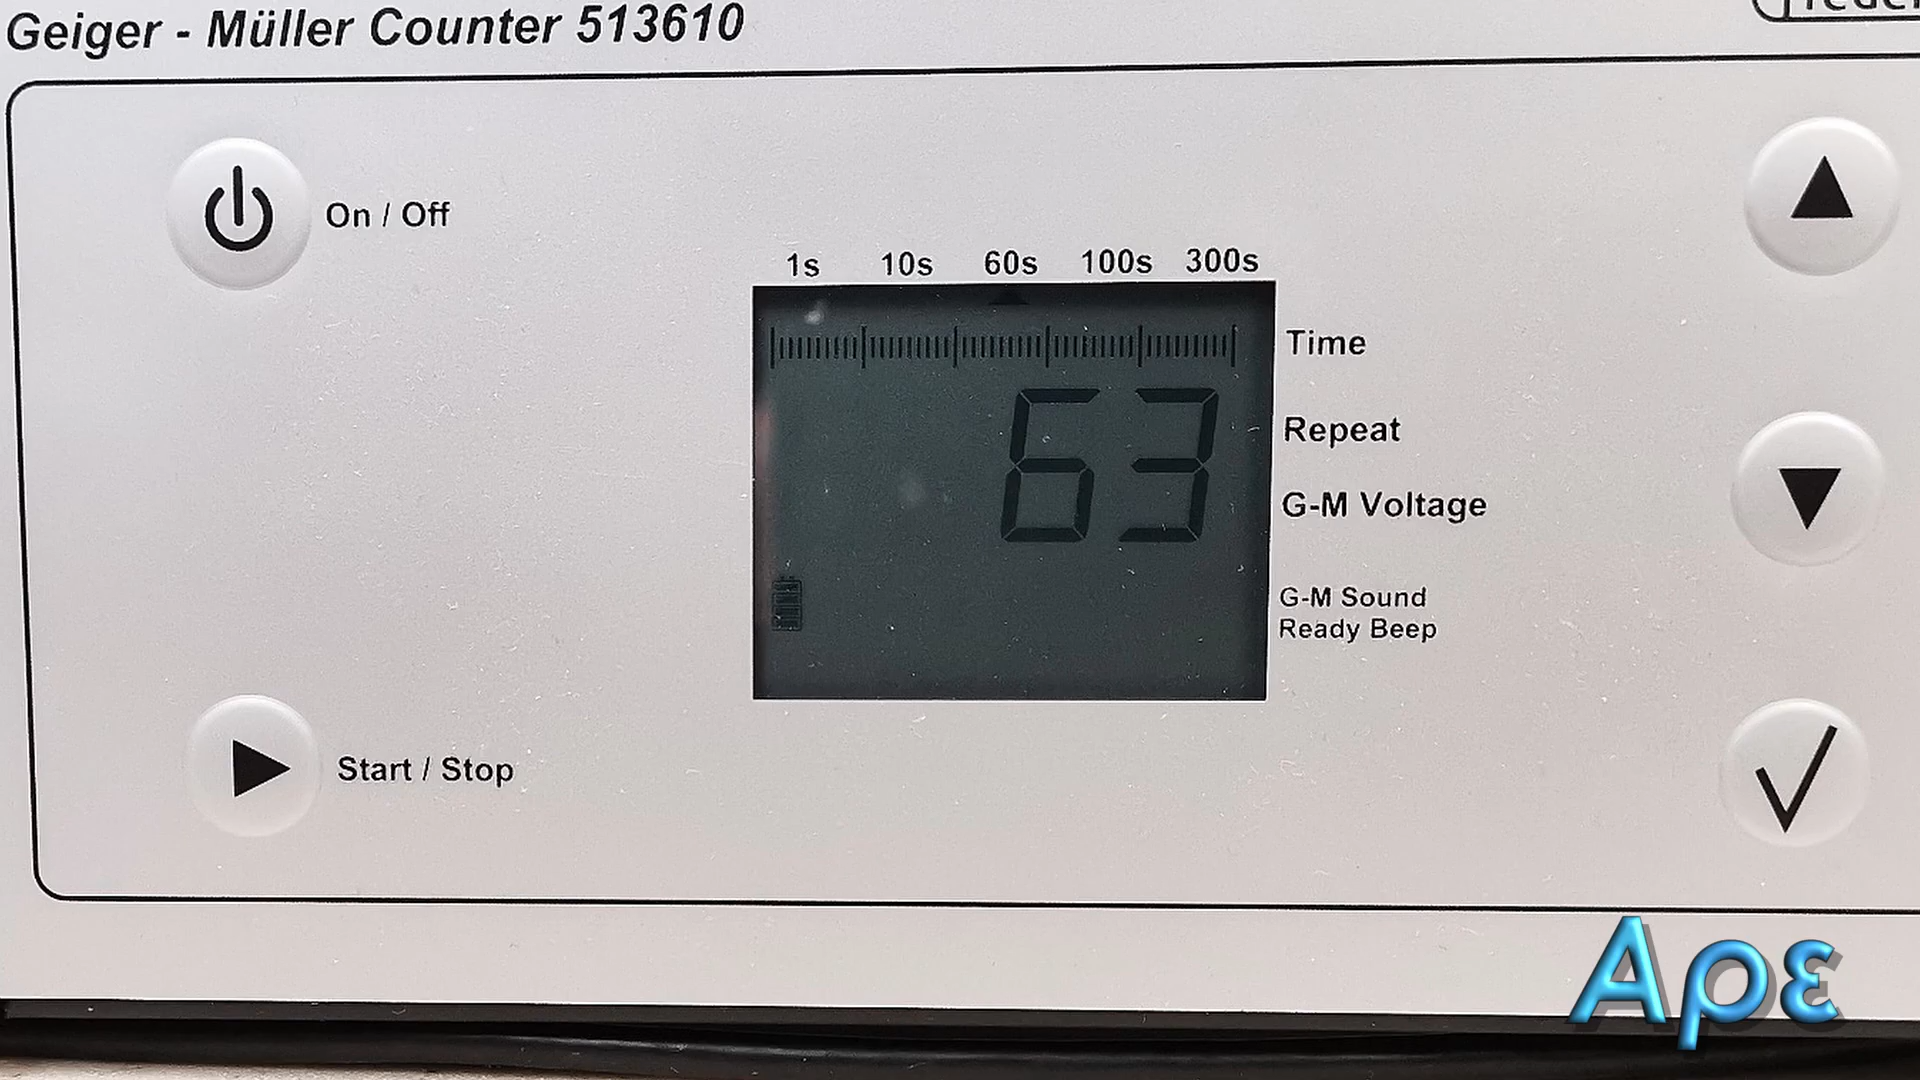 Geiger - Müller Counter 513610
On / Off
1s 10s 60s 100s 300s
Time
63
Repeat
G-M Voltage
G-M Sound
Ready Beep
Start / Stop
Αρε